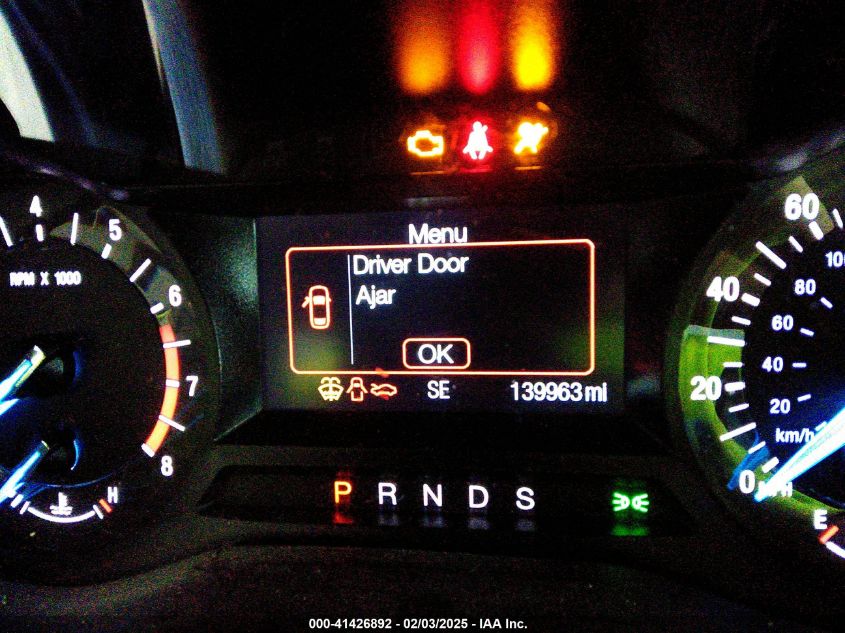 4
5
6
7
8
RPM X 1000
H
Menu
Driver Door
Ajar
OK
SE 139963 mi
P R N D S
60
40
20
0
MPH
100
80
60
40
20
km/h
E
000-41426892 - 02/03/2025 - IAA Inc.